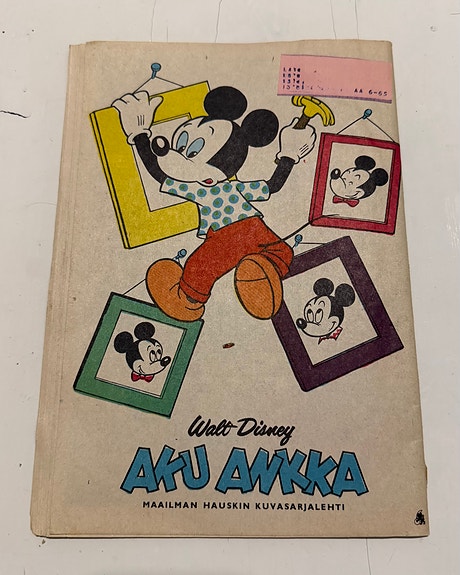 AA 6-65
Walt Disney
AKU ANKKA
MAAILMAN HAUSKIN KUVASARJALEHTI